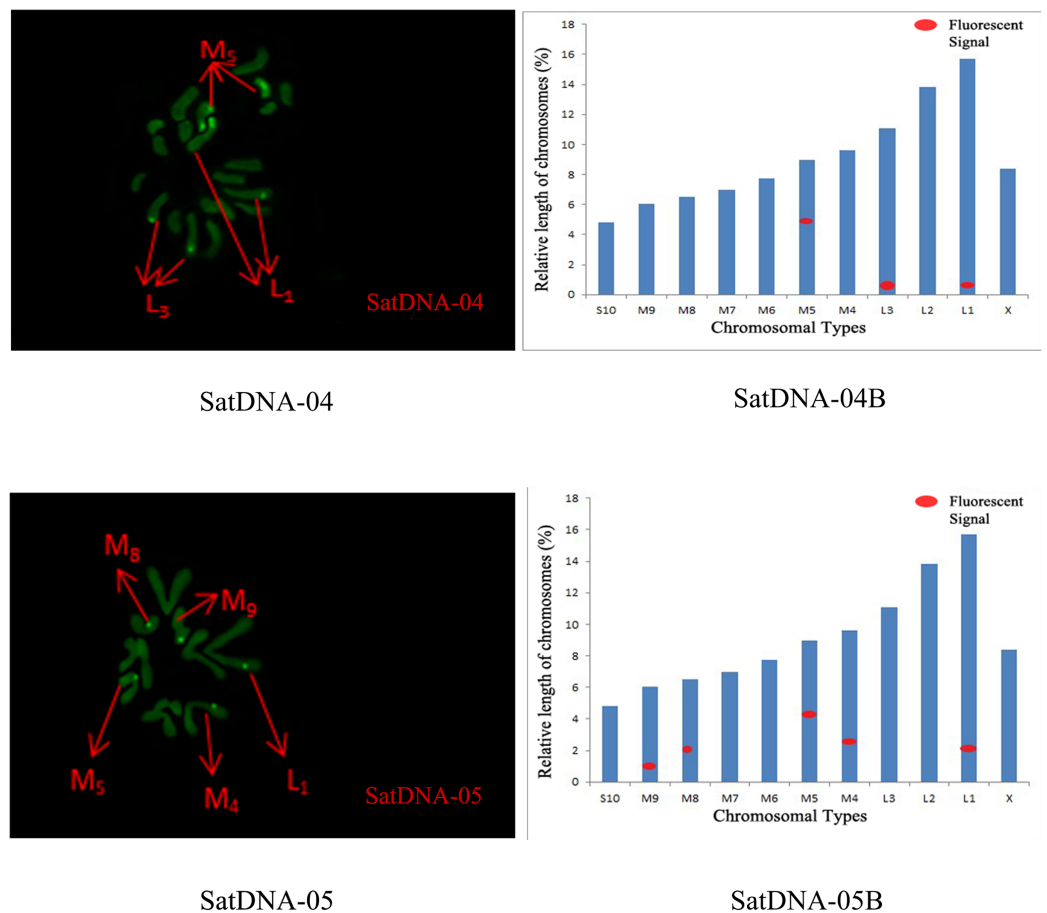 M5
L3
L1
SatDNA-04
18
16
14
12
10
8
6
4
2
0
Relative length of chromosomes (%)
Fluorescent
Signal
S10 M9 M8 M7 M6 M5 M4 L3 L2 L1 X
Chromosomal Types
SatDNA-04
SatDNA-04B
M8
M9
M5
M4
L1
SatDNA-05
18
16
14
12
10
8
6
4
2
0
Relative length of chromosomes (%)
Fluorescent
Signal
S10 M9 M8 M7 M6 M5 M4 L3 L2 L1 X
Chromosomal Types
SatDNA-05
SatDNA-05B